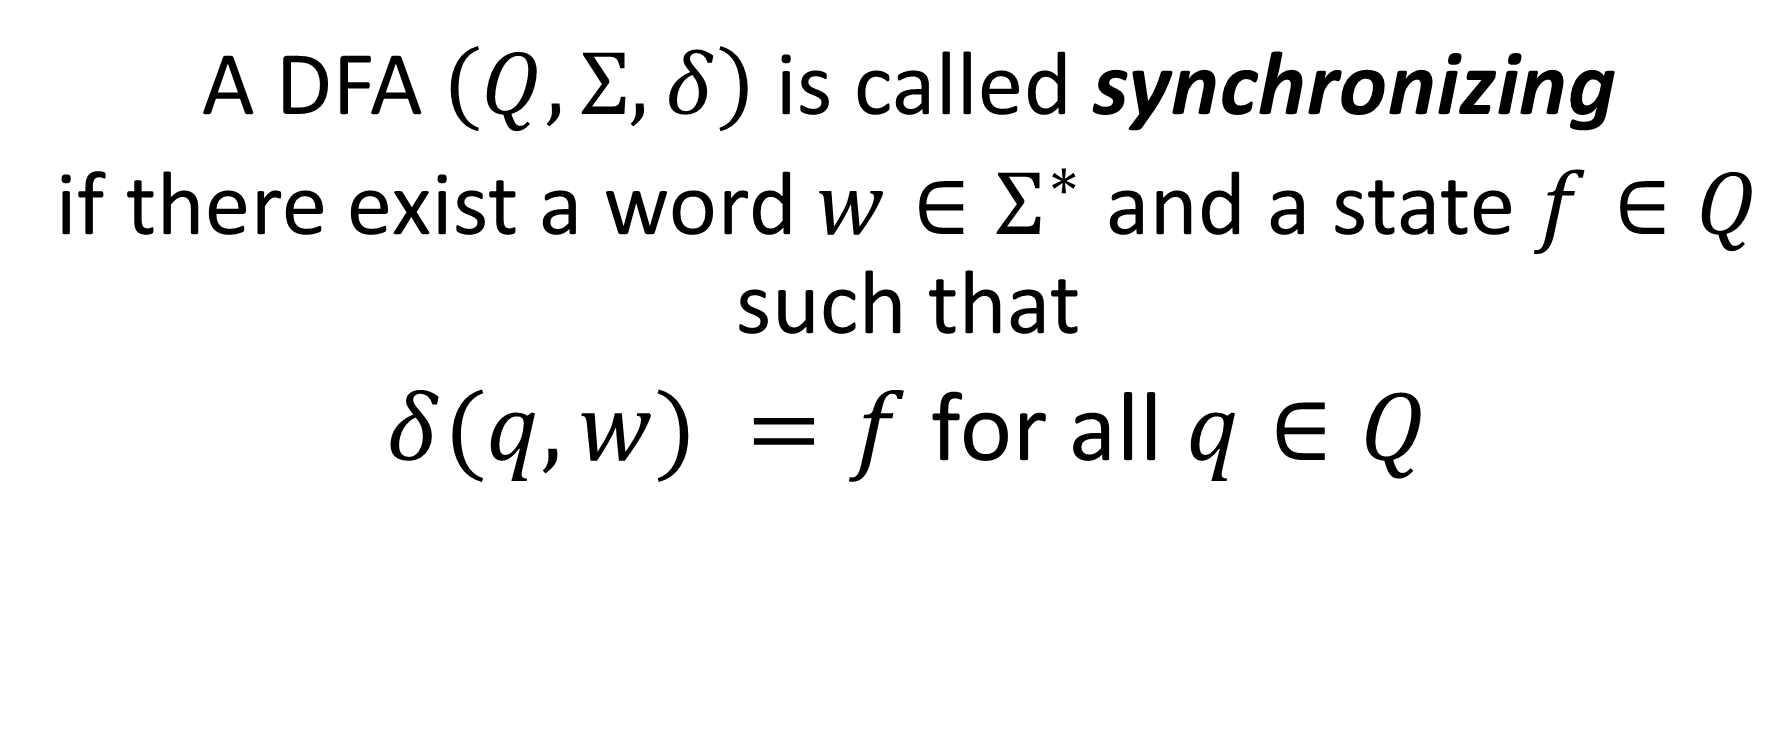 A DFA (𝑄, Σ, 𝛿) is called synchronizing
if there exist a word 𝑤 ∈ Σ* and a state 𝑓 ∈ 𝑄
such that
𝛿(𝑞, 𝑤) = 𝑓 for all 𝑞 ∈ 𝑄